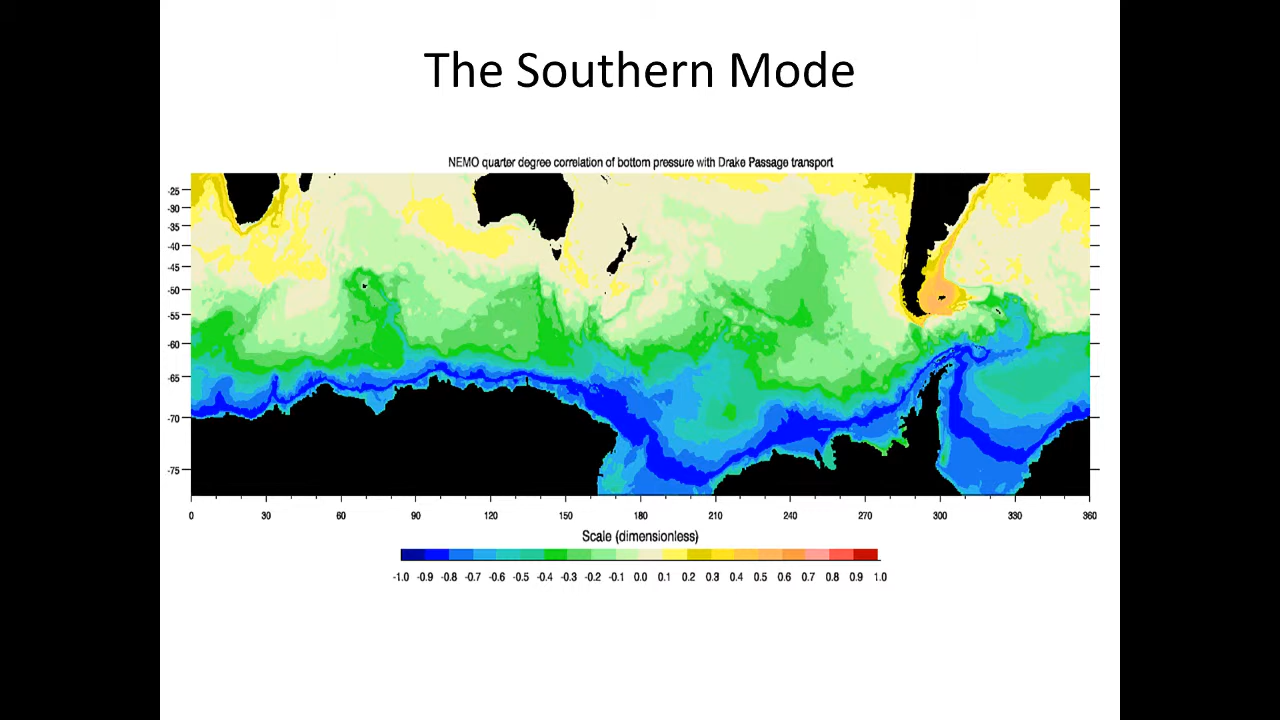 The Southern Mode
NEMO quarter degree correlation of bottom pressure with Drake Passage transport
-25
-30
-35
-40
-45
-50
-55
-60
-65
-70
-75
0 30 60 90 120 150 180 210 240 270 300 330 360
Scale (dimensionless)
-1.0 -0.9 -0.8 -0.7 -0.6 -0.5 -0.4 -0.3 -0.2 -0.1 0.0 0.1 0.2 0.3 0.4 0.5 0.6 0.7 0.8 0.9 1.0